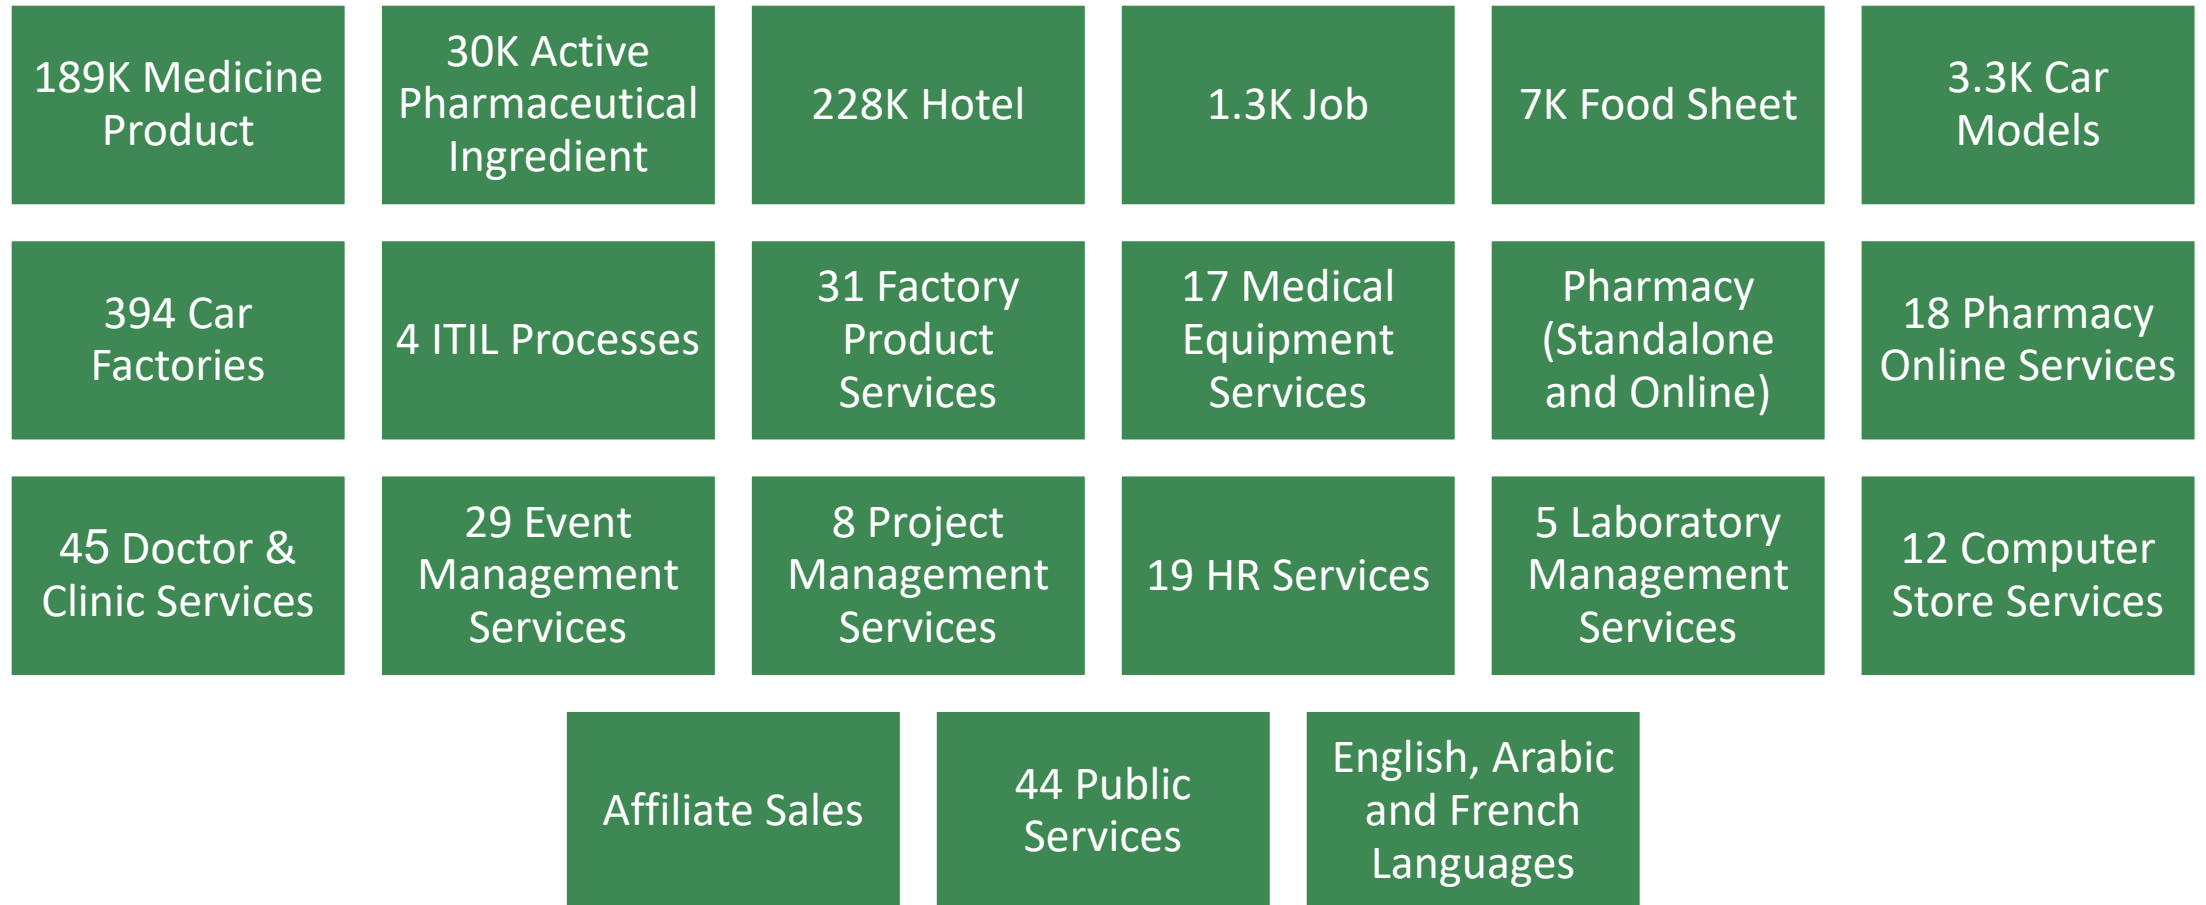 189K Medicine
Product
30K Active
Pharmaceutical
Ingredient
228K Hotel
1.3K Job
7K Food Sheet
3.3K Car
Models
394 Car
Factories
4 ITIL Processes
31 Factory
Product
Services
17 Medical
Equipment
Services
Pharmacy
(Standalone
and Online)
18 Pharmacy
Online Services
45 Doctor &
Clinic Services
29 Event
Management
Services
8 Project
Management
Services
19 HR Services
5 Laboratory
Management
Services
12 Computer
Store Services
Affiliate Sales
44 Public
Services
English, Arabic
and French
Languages